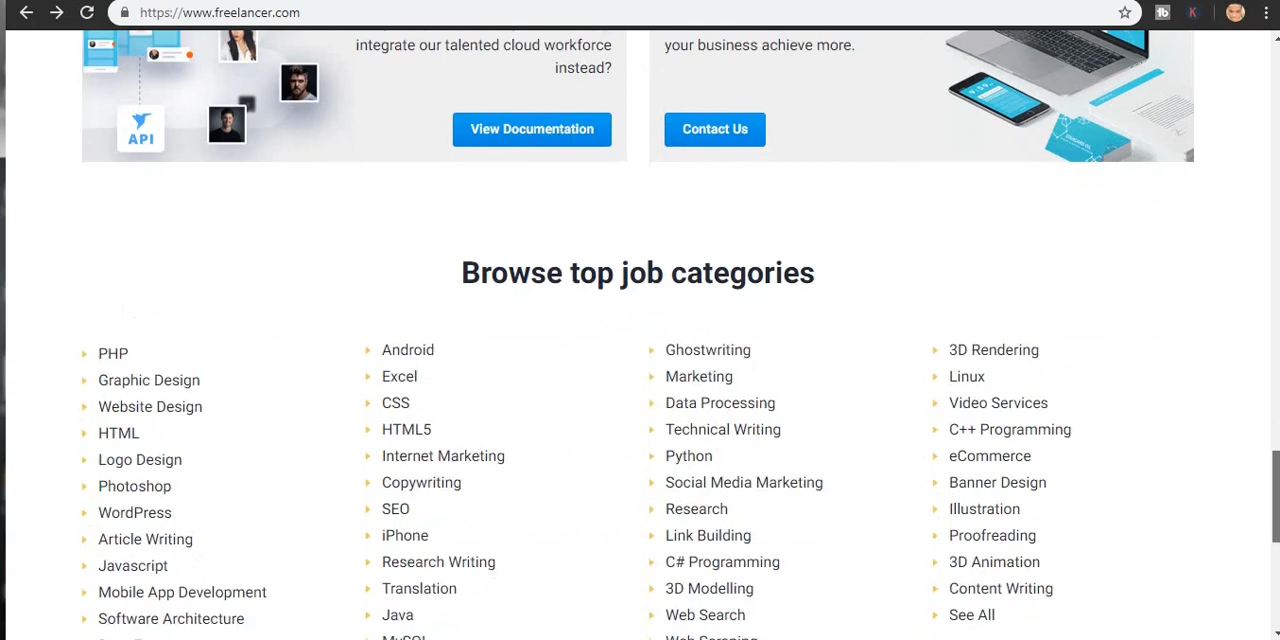 https://www.freelancer.com
tb
K
integrate our talented cloud workforce
instead?
API
View Documentation
your business achieve more.
Contact Us
Browse top job categories
PHP
Graphic Design
Website Design
HTML
Logo Design
Photoshop
WordPress
Article Writing
Javascript
Mobile App Development
Software Architecture
Android
Excel
CSS
HTML5
Internet Marketing
Copywriting
SEO
iPhone
Research Writing
Translation
Java
MySQL
Ghostwriting
Marketing
Data Processing
Technical Writing
Python
Social Media Marketing
Research
Link Building
C# Programming
3D Modelling
Web Search
Web Scraping
3D Rendering
Linux
Video Services
C++ Programming
eCommerce
Banner Design
Illustration
Proofreading
3D Animation
Content Writing
See All